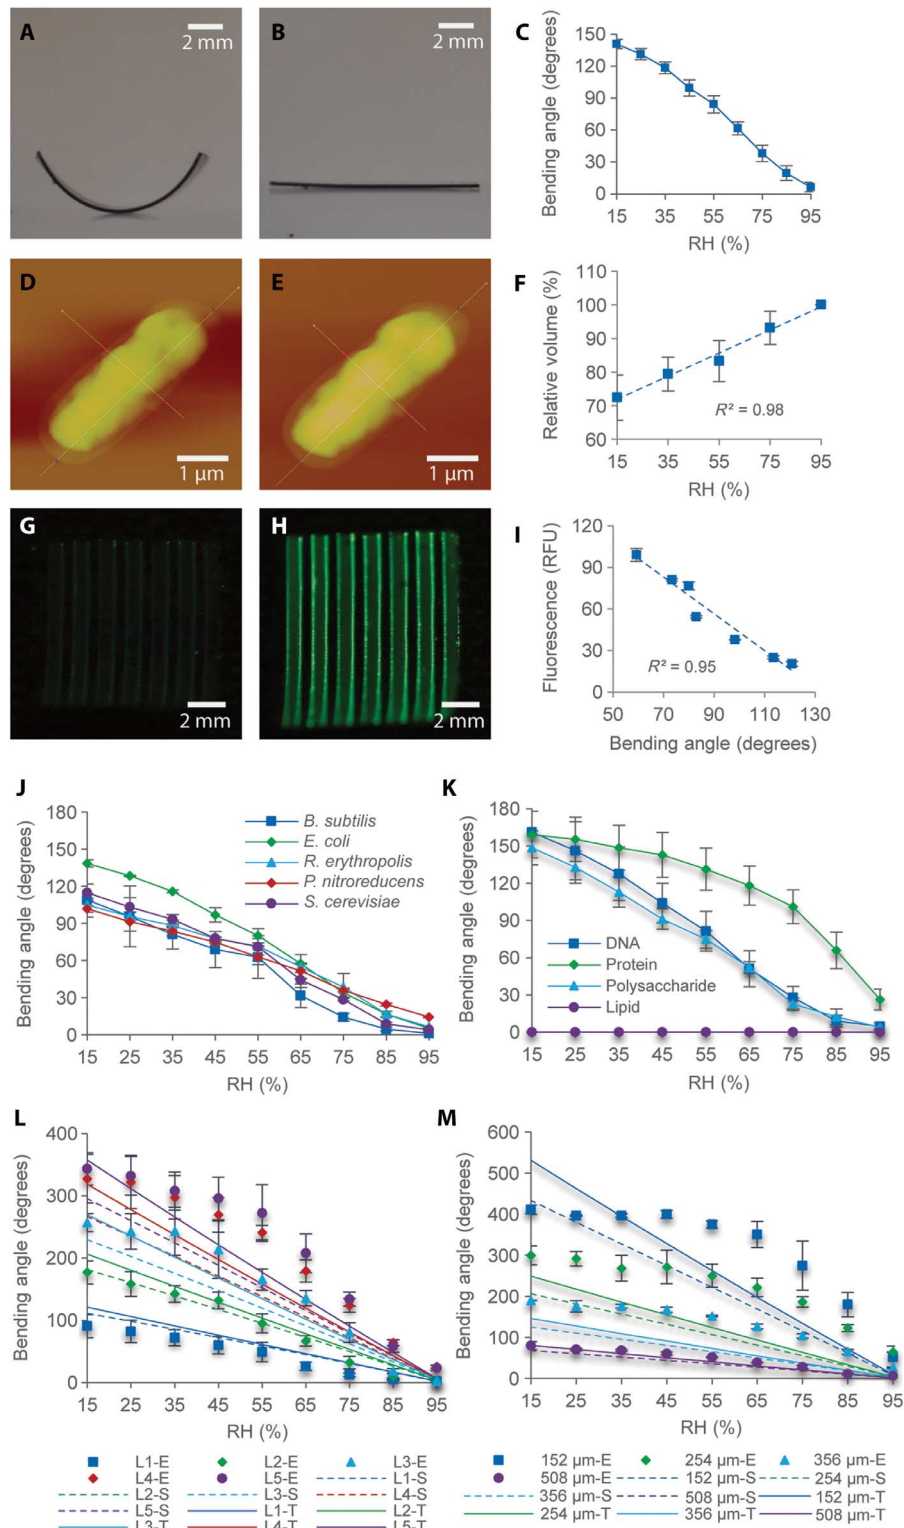 A
2 mm
B
2 mm
C
Bending angle (degrees)
150
120
90
60
30
0
15 35 55 75 95
RH (%)
D
1 μm
E
1 μm
F
Relative volume (%)
110
100
90
80
70
60
R² = 0.98
15 35 55 75 95
RH (%)
G
2 mm
H
2 mm
I
Fluorescence (RFU)
120
90
60
30
0
R² = 0.95
50 70 90 110 130
Bending angle (degrees)
J
Bending angle (degrees)
180
150
120
90
60
30
0
B. subtilis
E. coli
R. erythropolis
P. nitroreducens
S. cerevisiae
15 25 35 45 55 65 75 85 95
RH (%)
K
Bending angle (degrees)
180
150
120
90
60
30
0
DNA
Protein
Polysaccharide
Lipid
15 25 35 45 55 65 75 85 95
RH (%)
L
Bending angle (degrees)
400
300
200
100
0
15 25 35 45 55 65 75 85 95
RH (%)
L1-E L2-E L3-E
L4-E L5-E L1-S
L2-S L3-S L4-S
L5-S L1-T L2-T
L3-T L4-T L5-T
M
Bending angle (degrees)
600
500
400
300
200
100
0
15 25 35 45 55 65 75 85 95
RH (%)
152 μm-E 254 μm-E 356 μm-E
508 μm-E 152 μm-S 254 μm-S
356 μm-S 508 μm-S 152 μm-T
254 μm-T 356 μm-T 508 μm-T